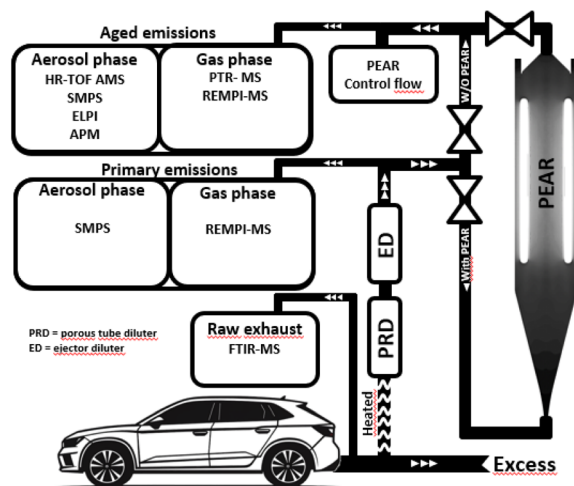 Aged emissions
Aerosol phase
HR-TOF AMS
SMPS
ELPI
APM
Gas phase
PTR- MS
REMPI-MS
PEAR
Control flow
W/O PEAR
PEAR
Primary emissions
Aerosol phase
SMPS
Gas phase
REMPI-MS
With PEAR
ED
PRD
Heated
PRD = porous tube diluter
ED = ejector diluter
Raw exhaust
FTIR-MS
Excess